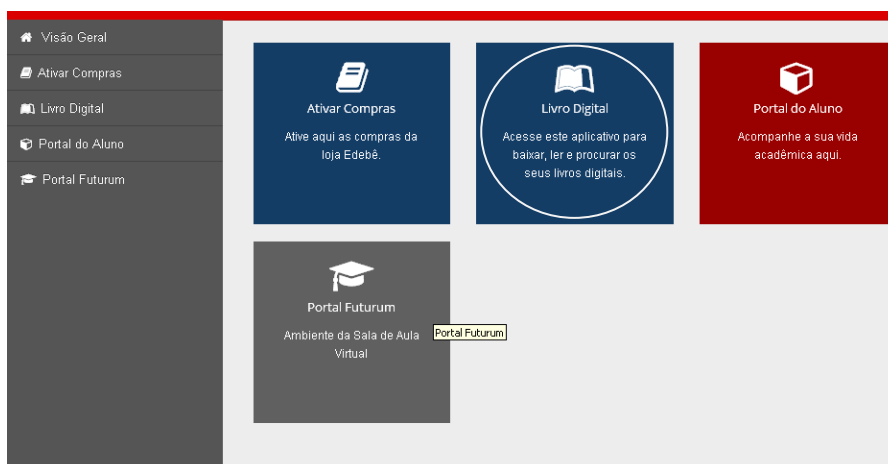 Visão Geral
Ativar Compras
Livro Digital
Portal do Aluno
Portal Futurum
Ativar Compras
Ative aqui as compras da
loja Edebê.
Livro Digital
Acesse este aplicativo para
baixar, ler e procurar os
seus livros digitais.
Portal do Aluno
Acompanhe a sua vida
acadêmica aqui.
Portal Futurum
Ambiente da Sala de Aula
Virtual
Portal Futurum